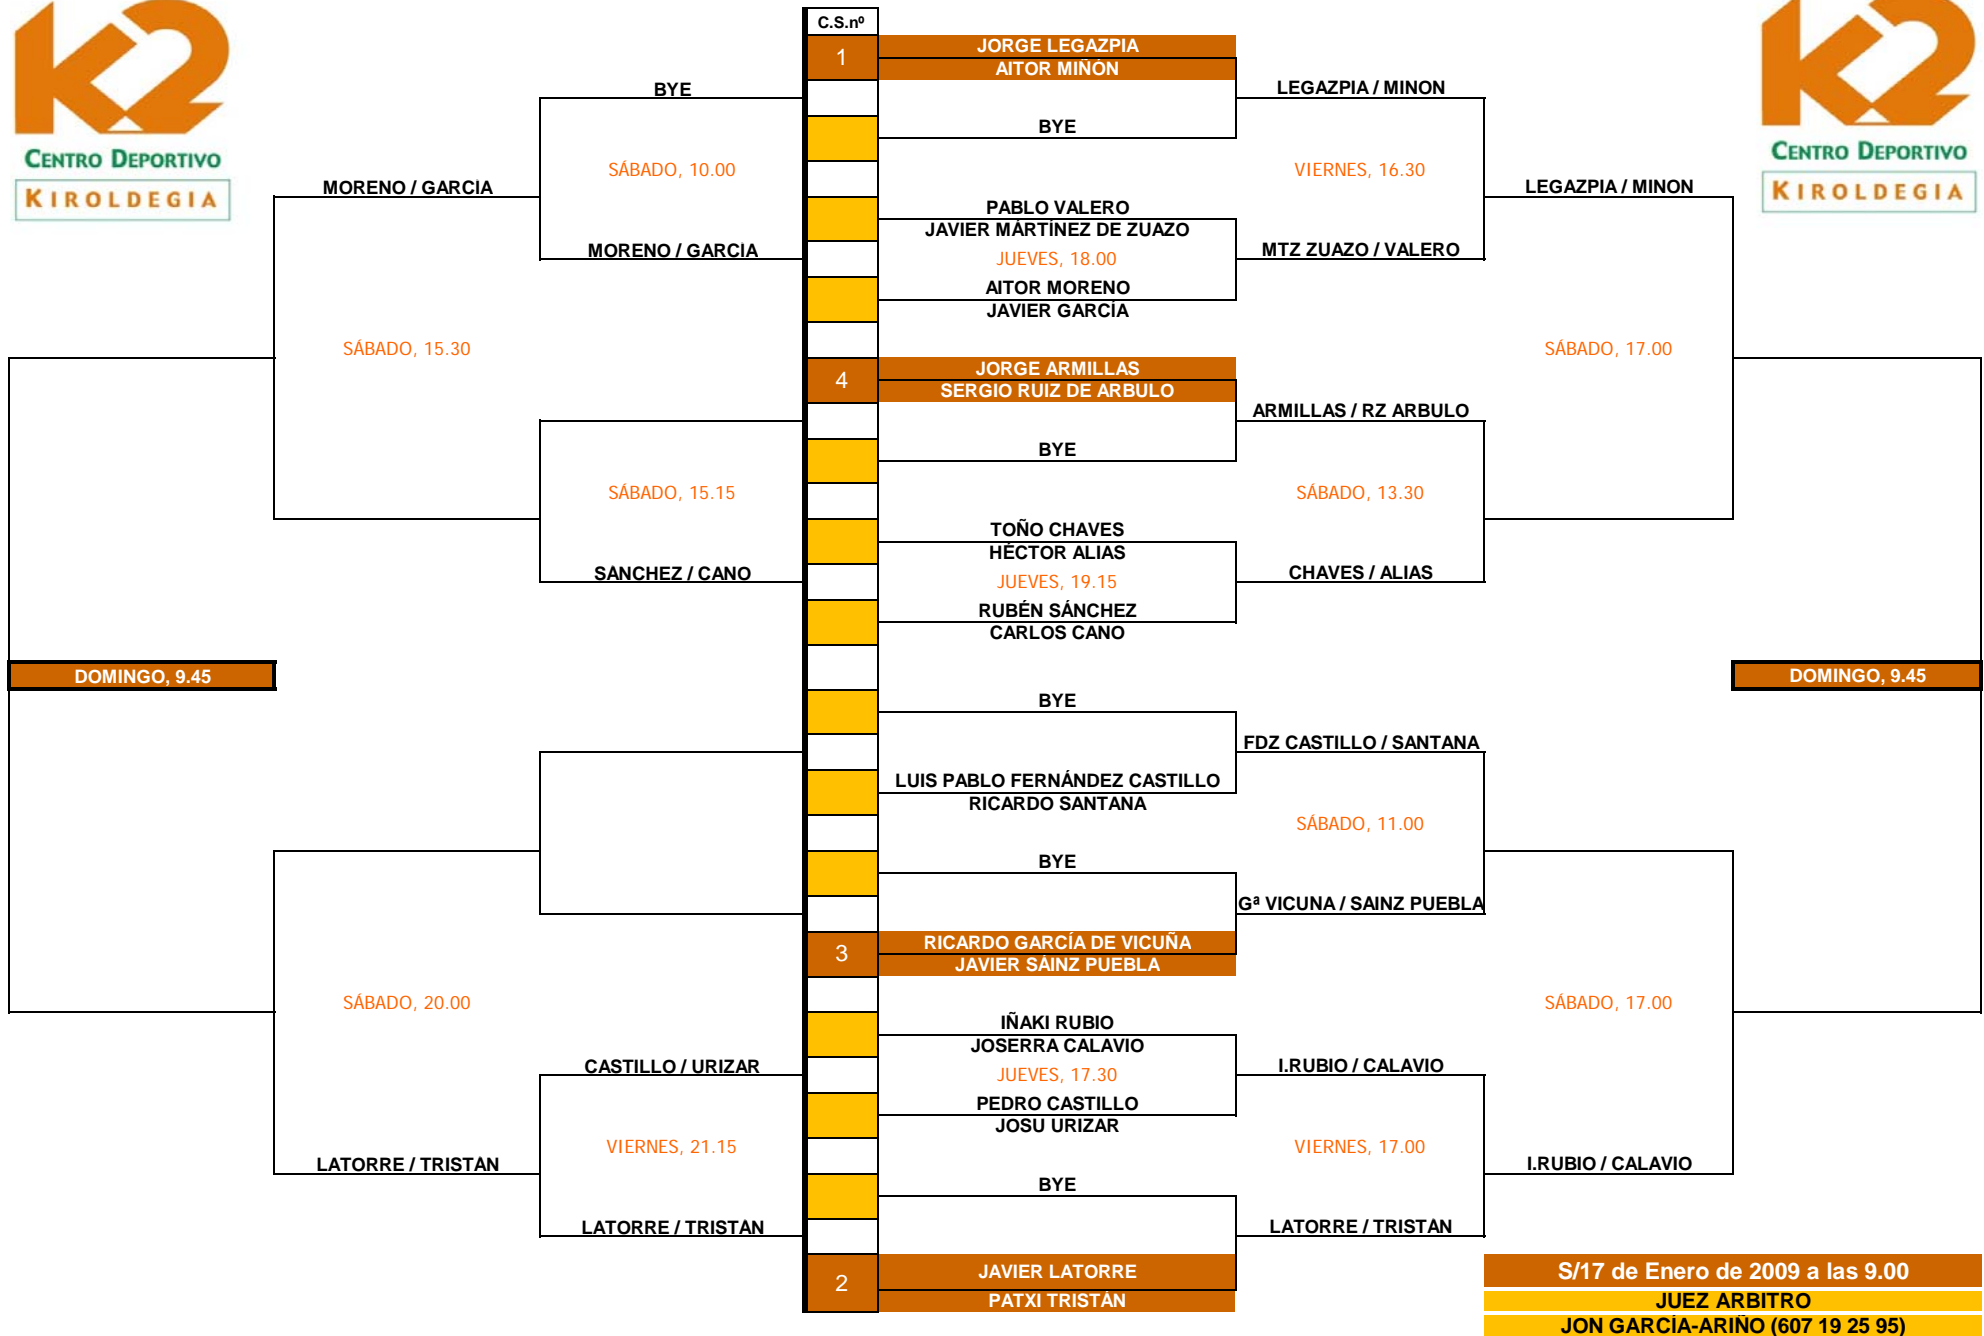 K2
CENTRO DEPORTIVO
KIROLDEGIA
K2
CENTRO DEPORTIVO
KIROLDEGIA
C.S.nº
1
JORGE LEGAZPIA
AITOR MIÑÓN
BYE
LEGAZPIA / MINON
BYE
SÁBADO, 10.00
VIERNES, 16.30
MORENO / GARCIA
LEGAZPIA / MINON
PABLO VALERO
JAVIER MÁRTÍNEZ DE ZUAZO
MORENO / GARCIA
JUEVES, 18.00
MTZ ZUAZO / VALERO
AITOR MORENO
JAVIER GARCÍA
SÁBADO, 15.30
SÁBADO, 17.00
4
JORGE ARMILLAS
SERGIO RUIZ DE ARBULO
ARMILLAS / RZ ARBULO
BYE
SÁBADO, 15.15
SÁBADO, 13.30
TOÑO CHAVES
HÉCTOR ALIAS
SANCHEZ / CANO
JUEVES, 19.15
CHAVES / ALIAS
RUBÉN SÁNCHEZ
CARLOS CANO
DOMINGO, 9.45
DOMINGO, 9.45
BYE
FDZ CASTILLO / SANTANA
LUIS PABLO FERNÁNDEZ CASTILLO
RICARDO SANTANA
SÁBADO, 11.00
BYE
Gª VICUNA / SAINZ PUEBLA
3
RICARDO GARCÍA DE VICUÑA
JAVIER SÁINZ PUEBLA
SÁBADO, 20.00
SÁBADO, 17.00
IÑAKI RUBIO
JOSERRA CALAVIO
CASTILLO / URIZAR
JUEVES, 17.30
I.RUBIO / CALAVIO
PEDRO CASTILLO
JOSU URIZAR
VIERNES, 21.15
VIERNES, 17.00
LATORRE / TRISTAN
I.RUBIO / CALAVIO
BYE
LATORRE / TRISTAN
LATORRE / TRISTAN
2
JAVIER LATORRE
PATXI TRISTÁN
S/17 de Enero de 2009 a las 9.00
JUEZ ARBITRO
JON GARCÍA-ARIÑO (607 19 25 95)